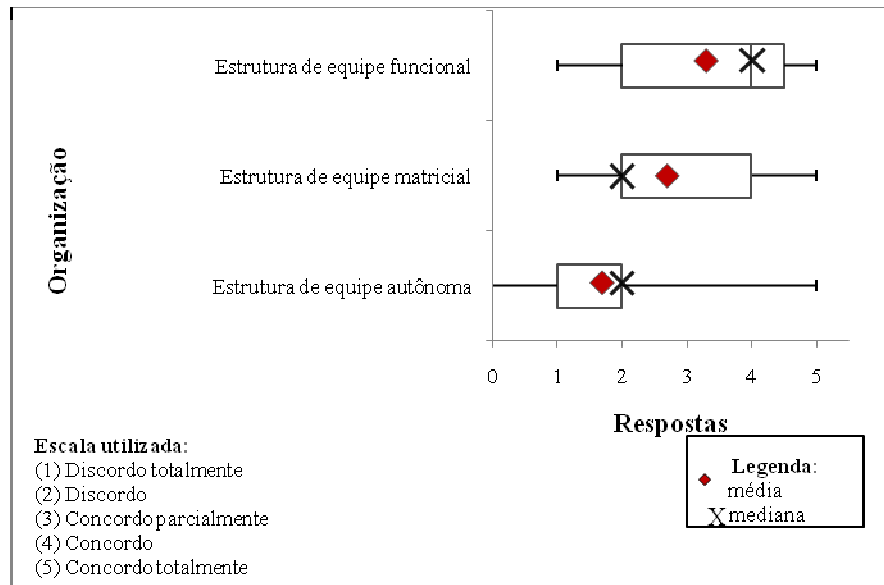 Organização
Estrutura de equipe funcional
Estrutura de equipe matricial
Estrutura de equipe autônoma
0 1 2 3 4 5
Respostas
Escala utilizada:
(1) Discordo totalmente
(2) Discordo
(3) Concordo parcialmente
(4) Concordo
(5) Concordo totalmente
Legenda:
média
mediana